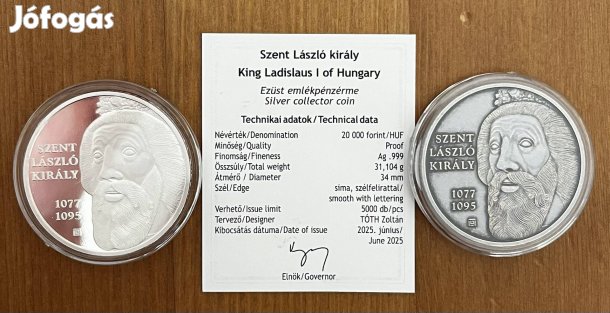 Jófogás
SZENT
LÁSZLÓ
KIRÁLY
1077
1095
Szent László király
King Ladislaus I of Hungary
Ezüst emlékpénzérme
Silver collector coin
Technikai adatok/Technical data
Névérték/Denomination 20 000 forint/HUF
Minőség/Quality Proof
Finomság/Fineness Ag .999
Összsúly/Total weight 31,104 g
Átmérő / Diameter 34 mm
Szél/Edge sima, szélfelirattal/
smooth with lettering
Verhető/Issue limit 5000 db/pcs
Tervező/Designer TÓTH Zoltán
Kibocsátás dátuma/Date of issue 2025. június/
June 2025
Elnök/Governor
SZENT
LÁSZLÓ
KIRÁLY
1077
1095